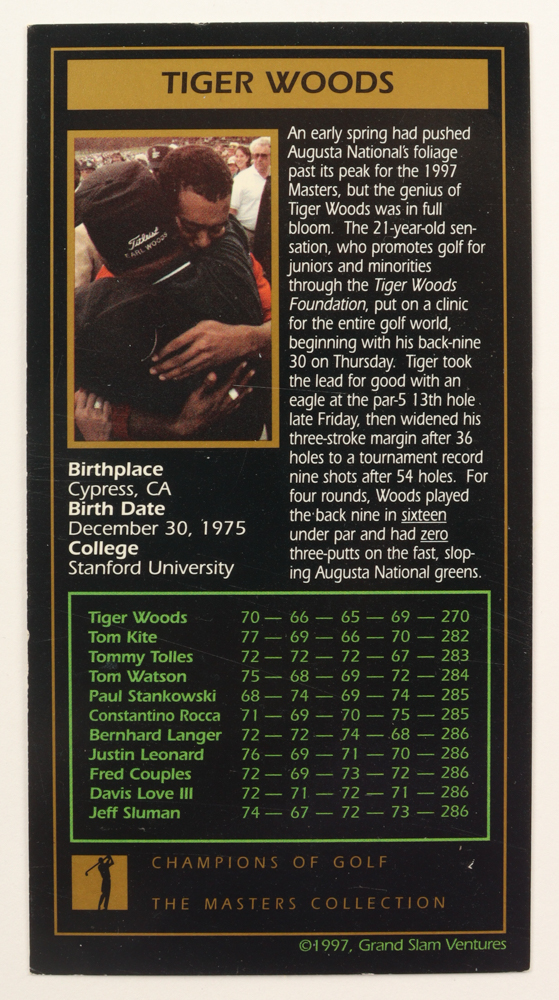 TIGER WOODS
Titleist
EARL WOODS
An early spring had pushed
Augusta National's foliage
past its peak for the 1997
Masters, but the genius of
Tiger Woods was in full
bloom. The 21-year-old sen-
sation, who promotes golf for
juniors and minorities
through the Tiger Woods
Foundation, put on a clinic
for the entire golf world,
beginning with his back-nine
30 on Thursday. Tiger took
the lead for good with an
eagle at the par-5 13th hole
late Friday, then widened his
three-stroke margin after 36
holes to a tournament record
nine shots after 54 holes. For
four rounds, Woods played
the back nine in sixteen
under par and had zero
three-putts on the fast, slop-
ing Augusta National greens.
Birthplace
Cypress, CA
Birth Date
December 30, 1975
College
Stanford University
Tiger Woods 70 — 66 — 65 — 69 — 270
Tom Kite 77 — 69 — 66 — 70 — 282
Tommy Tolles 72 — 72 — 72 — 67 — 283
Tom Watson 75 — 68 — 69 — 72 — 284
Paul Stankowski 68 — 74 — 69 — 74 — 285
Constantino Rocca 71 — 69 — 70 — 75 — 285
Bernhard Langer 72 — 72 — 74 — 68 — 286
Justin Leonard 76 — 69 — 71 — 70 — 286
Fred Couples 72 — 69 — 73 — 72 — 286
Davis Love III 72 — 71 — 72 — 71 — 286
Jeff Sluman 74 — 67 — 72 — 73 — 286
CHAMPIONS OF GOLF
THE MASTERS COLLECTION
©1997, Grand Slam Ventures